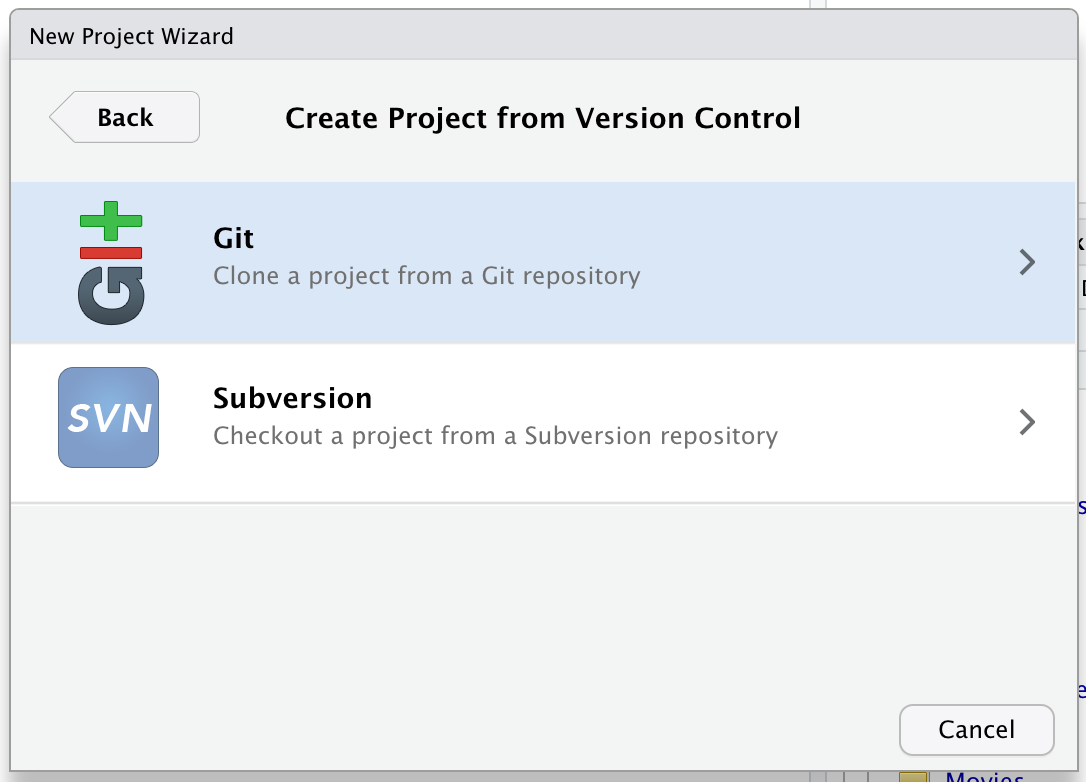 New Project Wizard
Back
Create Project from Version Control
Git
Git
Clone a project from a Git repository
SVN
Subversion
Checkout a project from a Subversion repository
Cancel
Movies